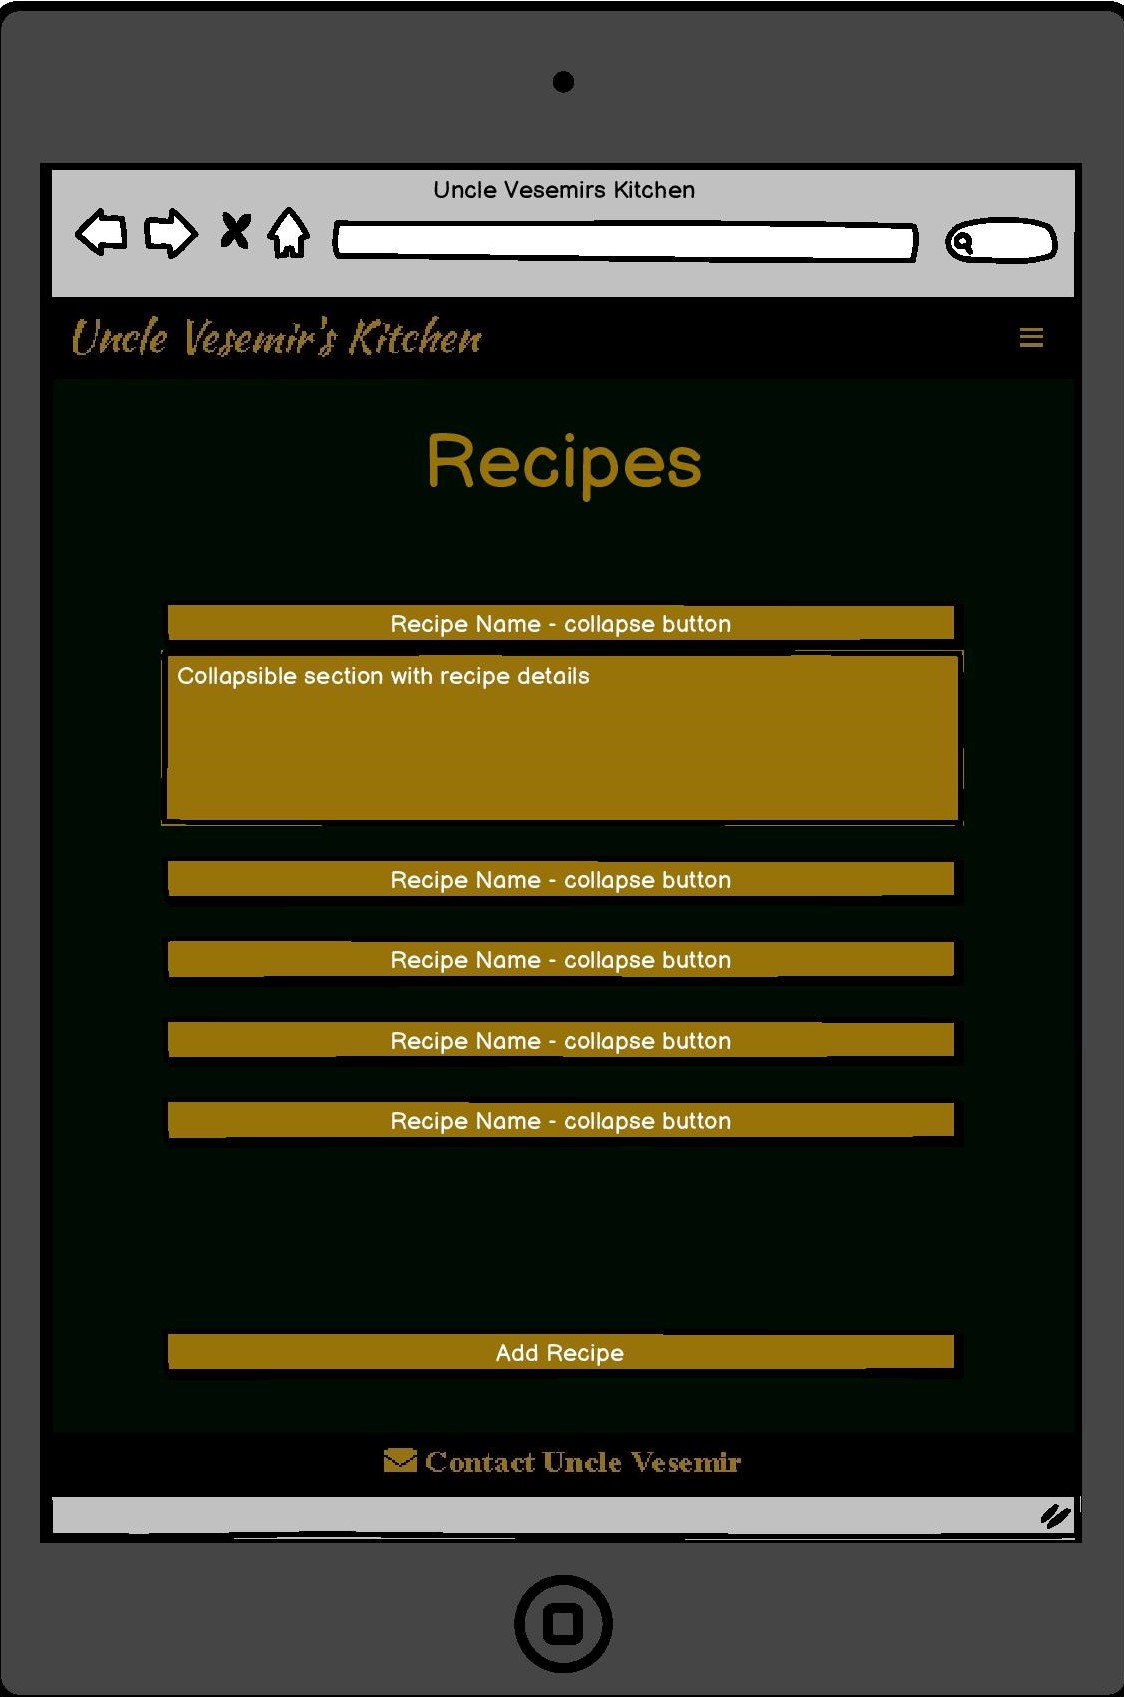 Uncle Vesemirs Kitchen
Uncle Vesemir's Kitchen
Recipes
Recipe Name - collapse button
Collapsible section with recipe details
Recipe Name - collapse button
Recipe Name - collapse button
Recipe Name - collapse button
Recipe Name - collapse button
Add Recipe
Contact Uncle Vesemir